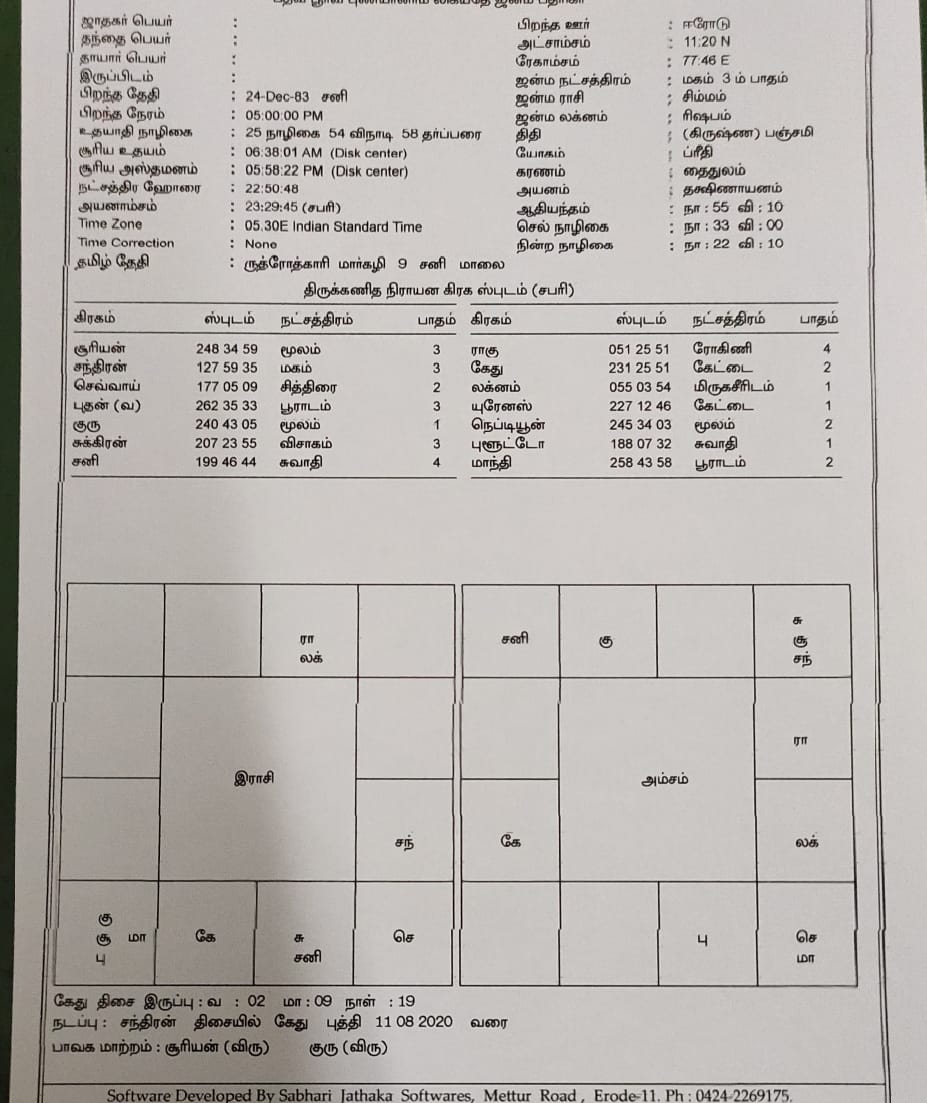 ஜாதகர் பெயர் :
தந்தை பெயர் :
தாயார் பெயர் :
இருப்பிடம் :
பிறந்த தேதி : 24-Dec-83 சனி
பிறந்த நேரம் : 05:00:00 PM
உதயாதி நாழிகை : 25 நாழிகை 54 விநாடி 58 தர்ப்பரை
சூரிய உதயம் : 06:38:01 AM (Disk center)
சூரிய அஸ்தமனம் : 05:58:22 PM (Disk center)
நட்சத்திர ஹோரை : 22:50:48
அயனாம்சம் : 23:29:45 (சபரி)
Time Zone : 05.30E Indian Standard Time
Time Correction : None
தமிழ் தேதி : ருத்ரோத்காரி மார்கழி 9 சனி மாலை
பிறந்த ஊர் : ஈரோடு
அட்சாம்சம் : 11:20 N
ரேகாம்சம் : 77:46 E
ஜன்ம நட்சத்திரம் : மகம் 3 ம் பாதம்
ஜன்ம ராசி : சிம்மம்
ஜன்ம லக்னம் : ரிஷபம்
திதி : (கிருஷ்ண) பஞ்சமி
யோகம் : ப்ரீதி
கரணம் : தைதுலம்
அயனம் : தக்ஷிணாயனம்
ஆதியந்தம் : நா : 55 வி : 10
செல் நாழிகை : நா : 33 வி : 00
நின்ற நாழிகை : நா : 22 வி : 10
திருக்கணித நிராயன கிரக ஸ்புடம் (சபரி)
கிரகம் ஸ்புடம் நட்சத்திரம் பாதம் கிரகம் ஸ்புடம் நட்சத்திரம் பாதம்
சூரியன் 248 34 59 மூலம் 3 ராகு 051 25 51 ரோகிணி 4
சந்திரன் 127 59 35 மகம் 3 கேது 231 25 51 கேட்டை 2
செவ்வாய் 177 05 09 சித்திரை 2 லக்னம் 055 03 54 மிருகசீரிடம் 1
புதன் (வ) 262 35 33 பூராடம் 3 யுரேனஸ் 227 12 46 கேட்டை 1
குரு 240 43 05 மூலம் 1 நெப்டியூன் 245 34 03 மூலம் 2
சுக்கிரன் 207 23 55 விசாகம் 3 புளூட்டோ 188 07 32 சுவாதி 1
சனி 199 46 44 சுவாதி 4 மாந்தி 258 43 58 பூராடம் 2
ரா
லக்
இராசி
சந்
கு
சூ மா
பு
கே
சு
சனி
செ
சனி
கு
சு
சூ
சந்
ரா
அம்சம்
கே
லக்
பு
செ
மா
கேது திசை இருப்பு : வ : 02 மா : 09 நாள் : 19
நடப்பு : சந்திரன் திசையில் கேது புத்தி 11 08 2020 வரை
பாவக மாற்றம் : சூரியன் (விரு) குரு (விரு)
Software Developed By Sabhari Jathaka Softwares, Mettur Road , Erode-11. Ph : 0424-2269175.